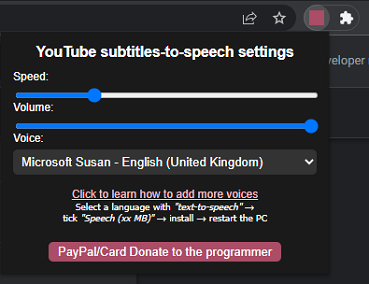 YouTube subtitles-to-speech settings
Speed:
veloper
Volume:
Voice:
Microsoft Susan - English (United Kingdom)
Click to learn how to add more voices
Select a language with "text-to-speech" →
tick "Speech (xx MB)" → install → restart the PC
PayPal/Card Donate to the programmer